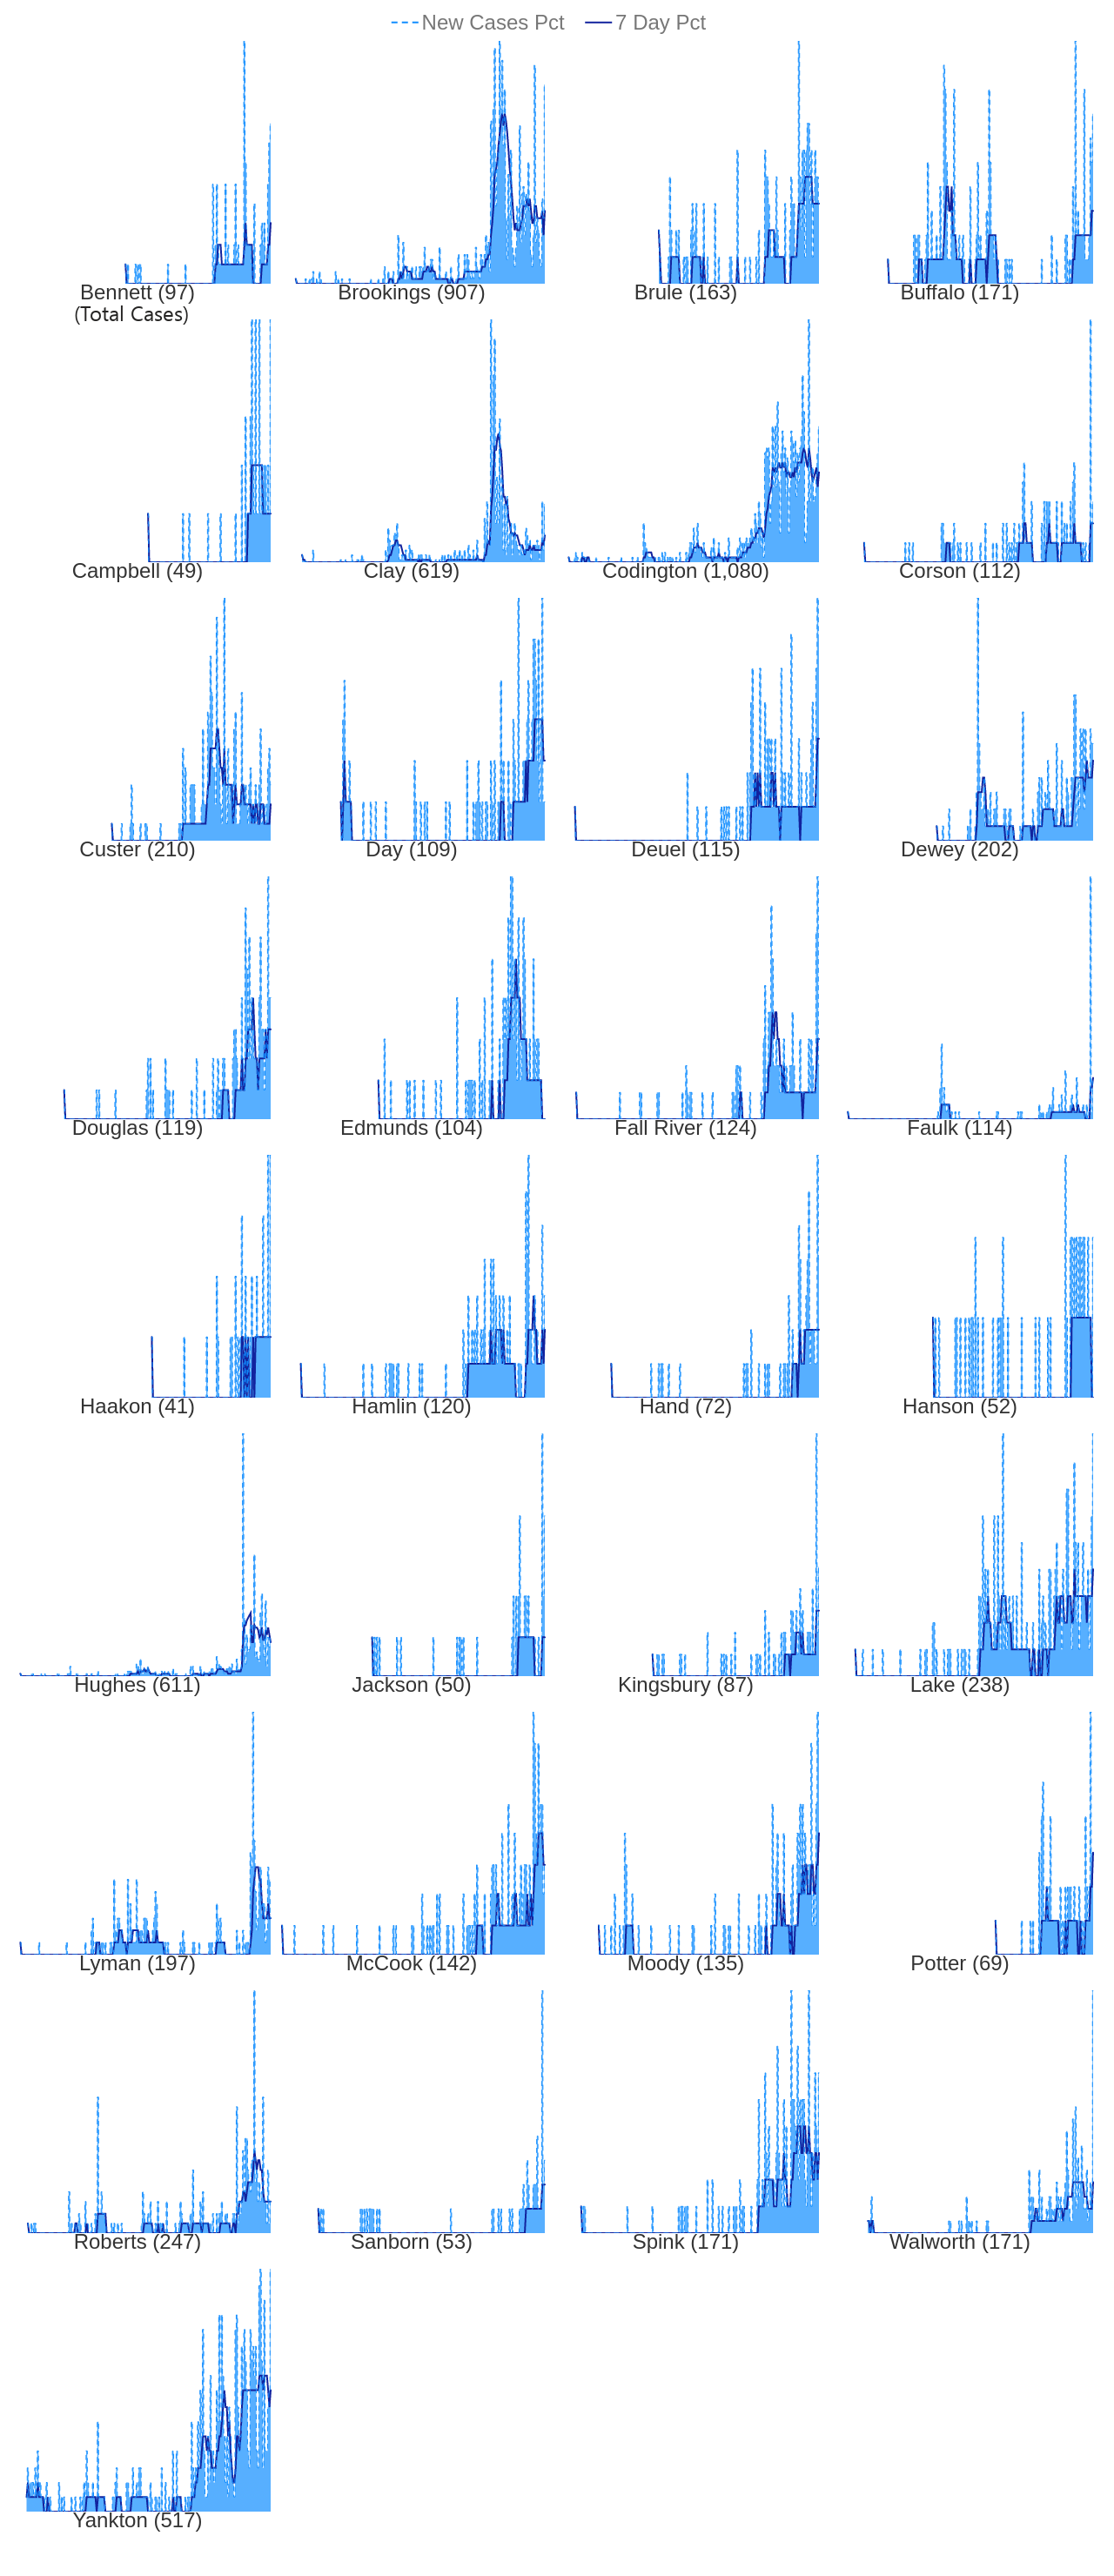 New Cases Pct 7 Day Pct
Bennett (97) Brookings (907) Brule (163) Buffalo (171)
(Total Cases)
Campbell (49) Clay (619) Codington (1,080) Corson (112)
Custer (210) Day (109) Deuel (115) Dewey (202)
Douglas (119) Edmunds (104) Fall River (124) Faulk (114)
Haakon (41) Hamlin (120) Hand (72) Hanson (52)
Hughes (611) Jackson (50) Kingsbury (87) Lake (238)
Lyman (197) McCook (142) Moody (135) Potter (69)
Roberts (247) Sanborn (53) Spink (171) Walworth (171)
Yankton (517)